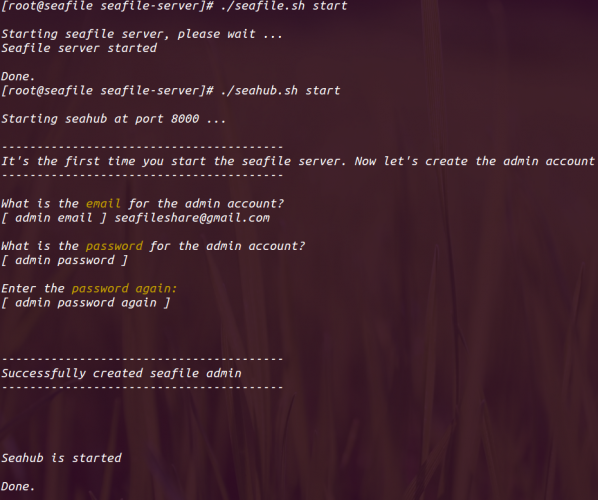 [root@seafile seafile-server]# ./seafile.sh start
Starting seafile server, please wait ...
Seafile server started
Done.
[root@seafile seafile-server]# ./seahub.sh start
Starting seahub at port 8000 ...
----------------------------------------
It's the first time you start the seafile server. Now let's create the admin account
----------------------------------------
What is the email for the admin account?
[ admin email ] seafileshare@gmail.com
What is the password for the admin account?
[ admin password ]
Enter the password again:
[ admin password again ]
----------------------------------------
Successfully created seafile admin
----------------------------------------
Seahub is started
Done.